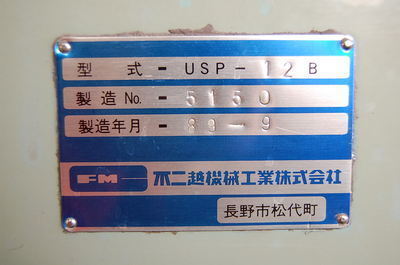 型式-USP-12B
製造No.-5150
製造年月-89-9
FM 不二越機械工業株式会社
長野市松代町